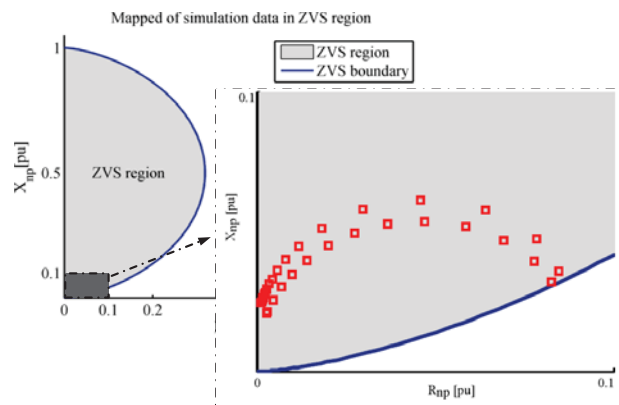 Mapped of simulation data in ZVS region
ZVS region
ZVS boundary
1
0.5
0.1
0
0.1
0.2
Xnp[pu]
ZVS region
0.1
Xnp [pu]
0
0.1
Rnp [pu]